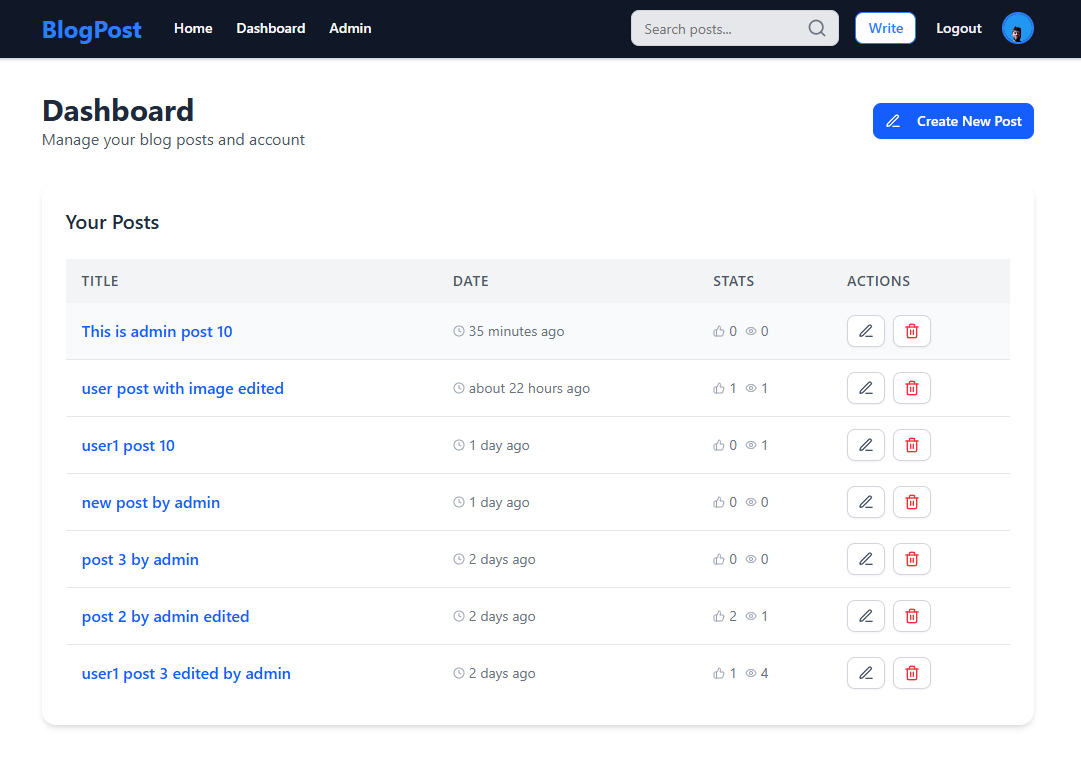 BlogPost Home Dashboard Admin Search posts... Write Logout
Dashboard
Manage your blog posts and account
Create New Post
Your Posts
TITLE DATE STATS ACTIONS
This is admin post 10 35 minutes ago 0 0
user post with image edited about 22 hours ago 1 1
user1 post 10 1 day ago 0 1
new post by admin 1 day ago 0 0
post 3 by admin 2 days ago 0 0
post 2 by admin edited 2 days ago 2 1
user1 post 3 edited by admin 2 days ago 1 4